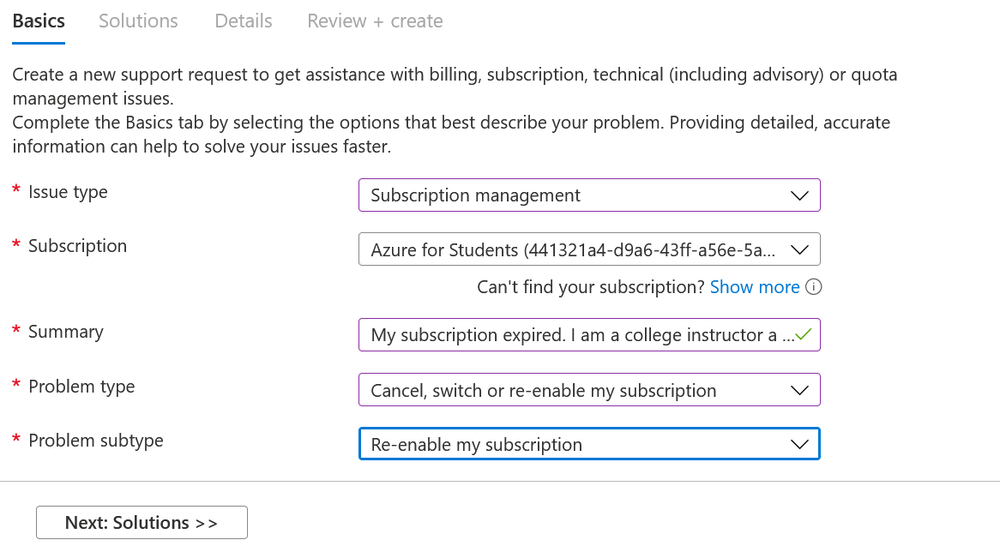 Basics Solutions Details Review + create
Create a new support request to get assistance with billing, subscription, technical (including advisory) or quota
management issues.
Complete the Basics tab by selecting the options that best describe your problem. Providing detailed, accurate
information can help to solve your issues faster.
* Issue type Subscription management
* Subscription Azure for Students (441321a4-d9a6-43ff-a56e-5a...
Can't find your subscription? Show more
* Summary My subscription expired. I am a college instructor a ...
* Problem type Cancel, switch or re-enable my subscription
* Problem subtype Re-enable my subscription
Next: Solutions >>